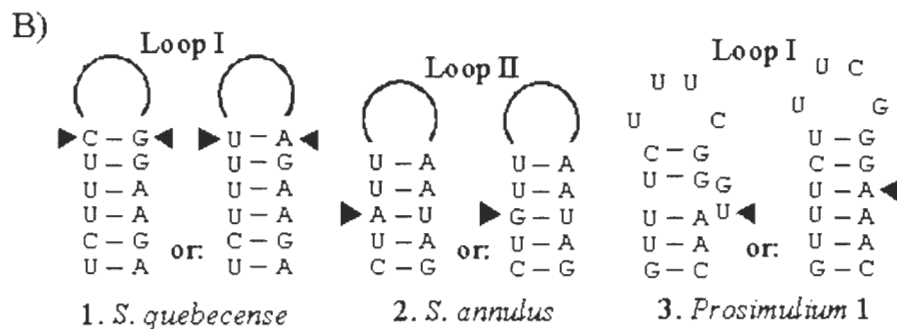 B)
Loop I
C – G
U – G
U – A
U – A
C – G
U – A
or:
U – A
U – G
U – A
U – A
C – G
U – A
1. S. quebecense
Loop II
U – A
U – A
A – U
U – A
C – G
or:
U – A
U – A
G – U
U – A
C – G
2. S. annulus
Loop I
U U
U C
C – G
U – G G
U
U – A
U – A
G – C
or:
U C
U G
U – G
C – G
U – A
U – A
U – A
G – C
3. Prosimulium 1